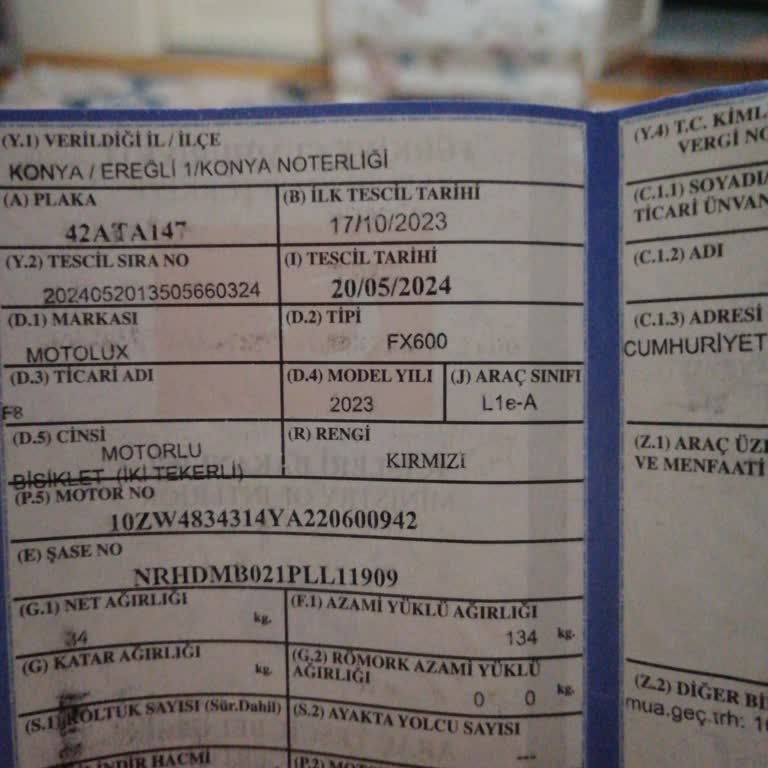 (Y.1) VERİLDİĞİ İL / İLÇE
KONYA / EREĞLİ 1/KONYA NOTERLİĞİ
(A) PLAKA
42ATA147
(B) İLK TESCİL TARİHİ
17/10/2023
(Y.2) TESCİL SIRA NO
2024052013505660324
(I) TESCİL TARİHİ
20/05/2024
(D.1) MARKASI
MOTOLUX
(D.2) TİPİ
FX600
(D.3) TİCARİ ADI
F8
(D.4) MODEL YILI
2023
(J) ARAÇ SINIFI
L1e-A
(D.5) CİNSİ
MOTORLU
BİSİKLET (İKİ TEKERLİ)
(R) RENGİ
KIRMIZI
(P.5) MOTOR NO
10ZW4834314YA220600942
(E) ŞASE NO
NRHDMB021PLL11909
(G.1) NET AĞIRLIĞI
34 kg.
(F.1) AZAMİ YÜKLÜ AĞIRLIĞI
134 kg.
(G) KATAR AĞIRLIĞI
kg.
(G.2) RÖMORK AZAMİ YÜKLÜ
AĞIRLIĞI
0 0 kg.
(S.1) KOLTUK SAYISI (Sür.Dahil)
(S.2) AYAKTA YOLCU SAYISI
---
HACMİ
(P.2)
(Y.4) T.C. KİML
VERGİ NO
(C.1.1) SOYADI/
TİCARİ ÜNVAN
(C.1.2) ADI
(C.1.3) ADRESİ
CUMHURİYET
(Z.1) ARAÇ ÜZE
VE MENFAATİ
(Z.2) DİĞER Bİ
mua.geç.trh: 1